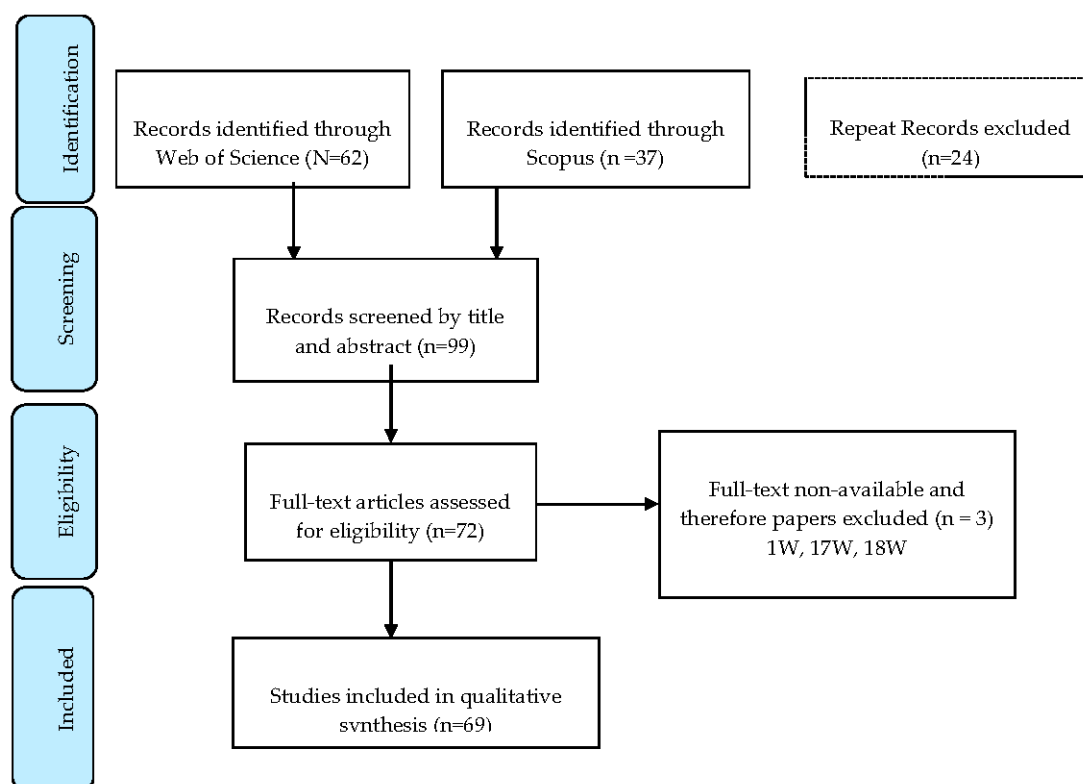 Identification
Records identified through
Web of Science (N=62)
Records identified through
Scopus (n =37)
Repeat Records excluded
(n=24)
Screening
Records screened by title
and abstract (n=99)
Eligibility
Full-text articles assessed
for eligibility (n=72)
Full-text non-available and
therefore papers excluded (n = 3)
1W, 17W, 18W
Included
Studies included in qualitative
synthesis (n=69)